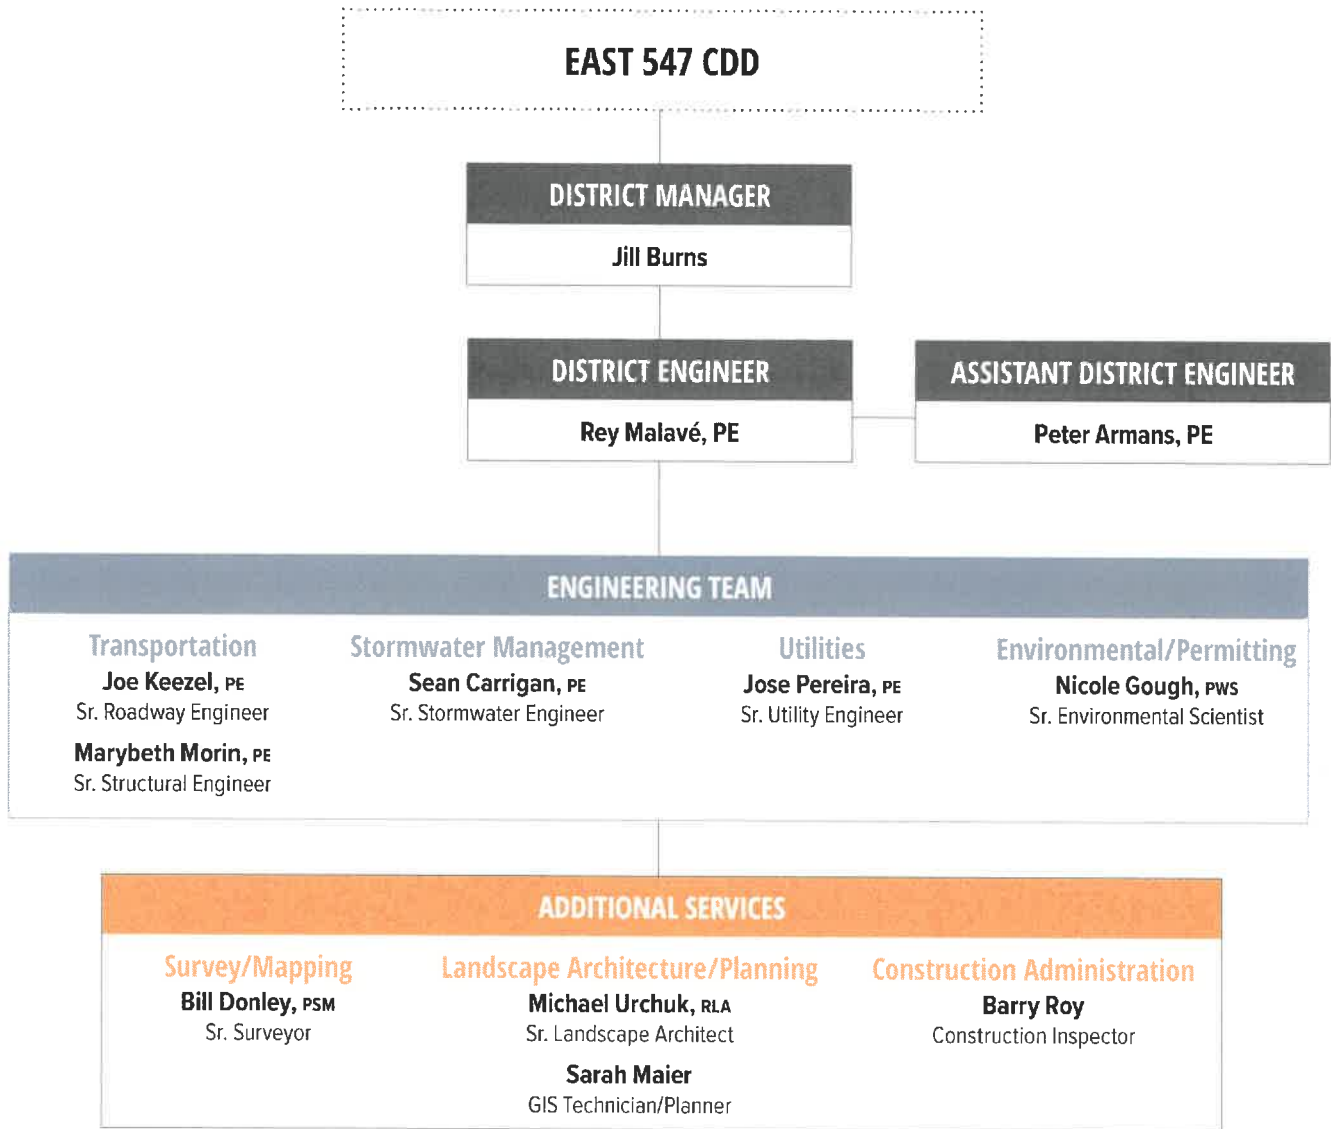 EAST 547 CDD
DISTRICT MANAGER
Jill Burns
DISTRICT ENGINEER
Rey Malavé, PE
ASSISTANT DISTRICT ENGINEER
Peter Armans, PE
ENGINEERING TEAM
Transportation
Joe Keezel, PE
Sr. Roadway Engineer
Marybeth Morin, PE
Sr. Structural Engineer
Stormwater Management
Sean Carrigan, PE
Sr. Stormwater Engineer
Utilities
Jose Pereira, PE
Sr. Utility Engineer
Environmental/Permitting
Nicole Gough, PWS
Sr. Environmental Scientist
ADDITIONAL SERVICES
Survey/Mapping
Bill Donley, PSM
Sr. Surveyor
Landscape Architecture/Planning
Michael Urchuk, RLA
Sr. Landscape Architect
Sarah Maier
GIS Technician/Planner
Construction Administration
Barry Roy
Construction Inspector